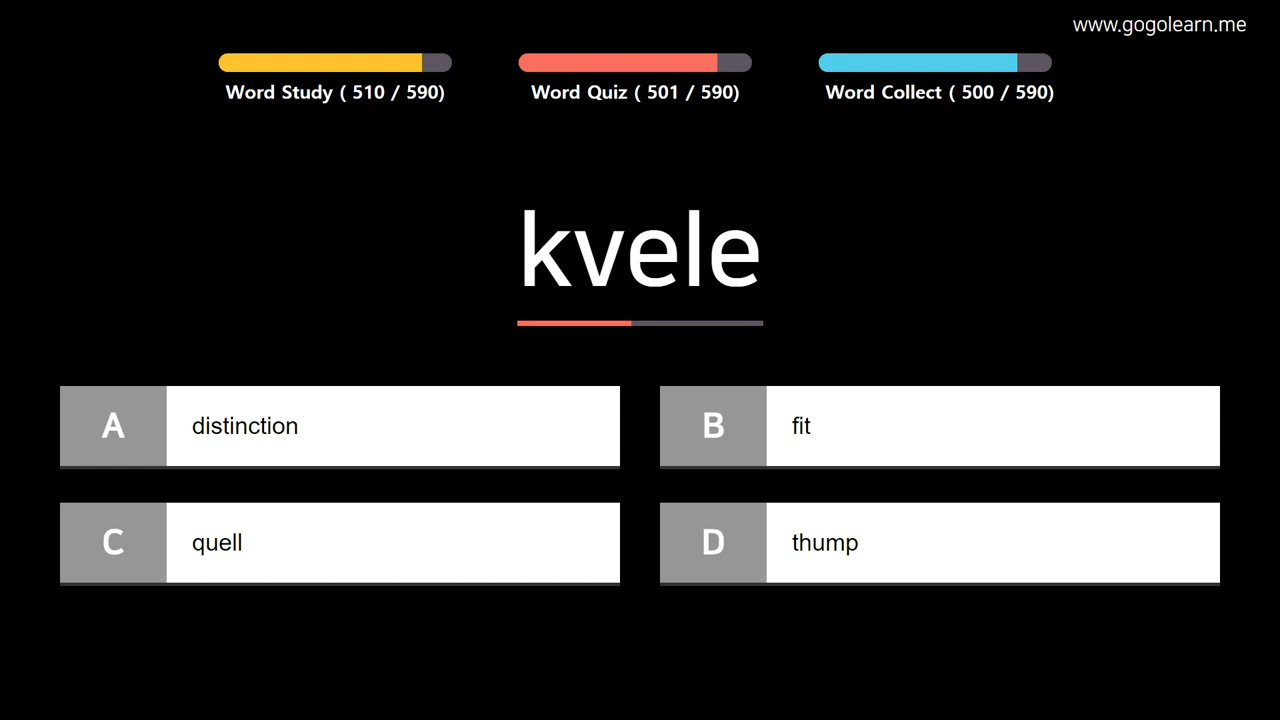 www.gogolearn.me
Word Study ( 510 / 590)
Word Quiz ( 501 / 590)
Word Collect ( 500 / 590)
kvele
A distinction
B fit
C quell
D thump